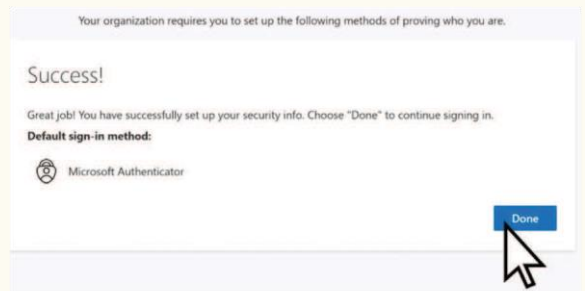 Your organization requires you to set up the following methods of proving who you are.
Success!
Great job! You have successfully set up your security info. Choose "Done" to continue signing in.
Default sign-in method:
Microsoft Authenticator
Done